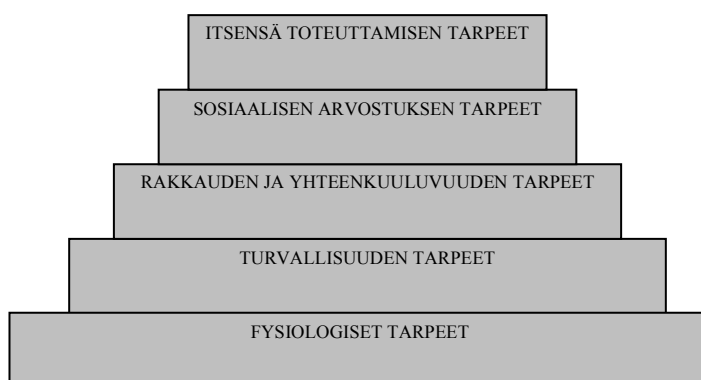 ITSENSÄ TOTEUTTAMISEN TARPEET
SOSIAALISEN ARVOSTUKSEN TARPEET
RAKKAUDEN JA YHTEENKUULUVUUDEN TARPEET
TURVALLISUUDEN TARPEET
FYSIOLOGISET TARPEET